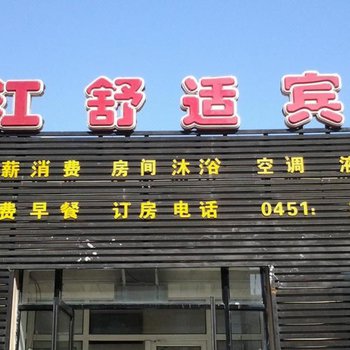 江舒适宾
薪消费 房间沐浴 空调
费早餐 订房电话 0451: